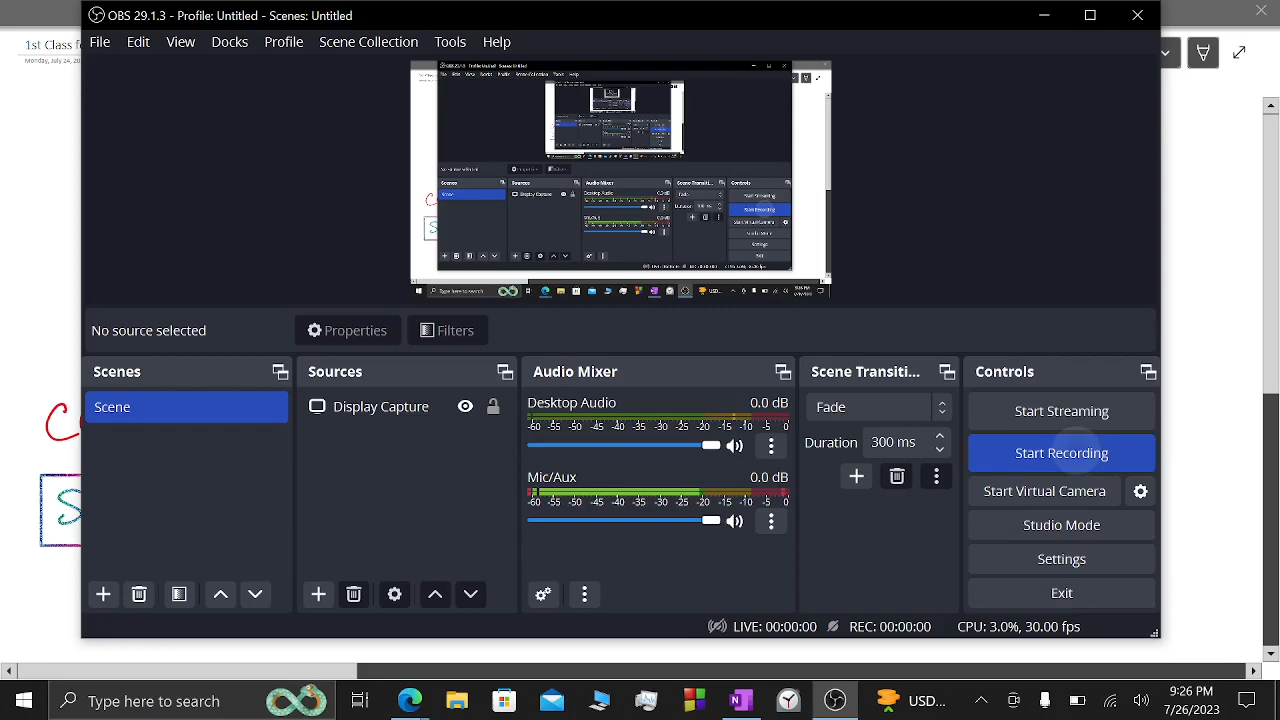 OBS 29.1.3 - Profile: Untitled - Scenes: Untitled
1st Class fo
Monday, July 24, 20
File Edit View Docks Profile Scene Collection Tools Help
No source selected Properties Filters
Scenes
Scene
Sources
Display Capture
Audio Mixer
Desktop Audio 0.0 dB
-60 -55 -50 -45 -40 -35 -30 -25 -20 -15 -10 -5 0
Mic/Aux 0.0 dB
-60 -55 -50 -45 -40 -35 -30 -25 -20 -15 -10 -5 0
Scene Transiti...
Fade
Duration 300 ms
Controls
Start Streaming
Start Recording
Start Virtual Camera
Studio Mode
Settings
Exit
LIVE: 00:00:00 REC: 00:00:00 CPU: 3.0%, 30.00 fps
Type here to search
USD...
9:26 PM
7/26/2023